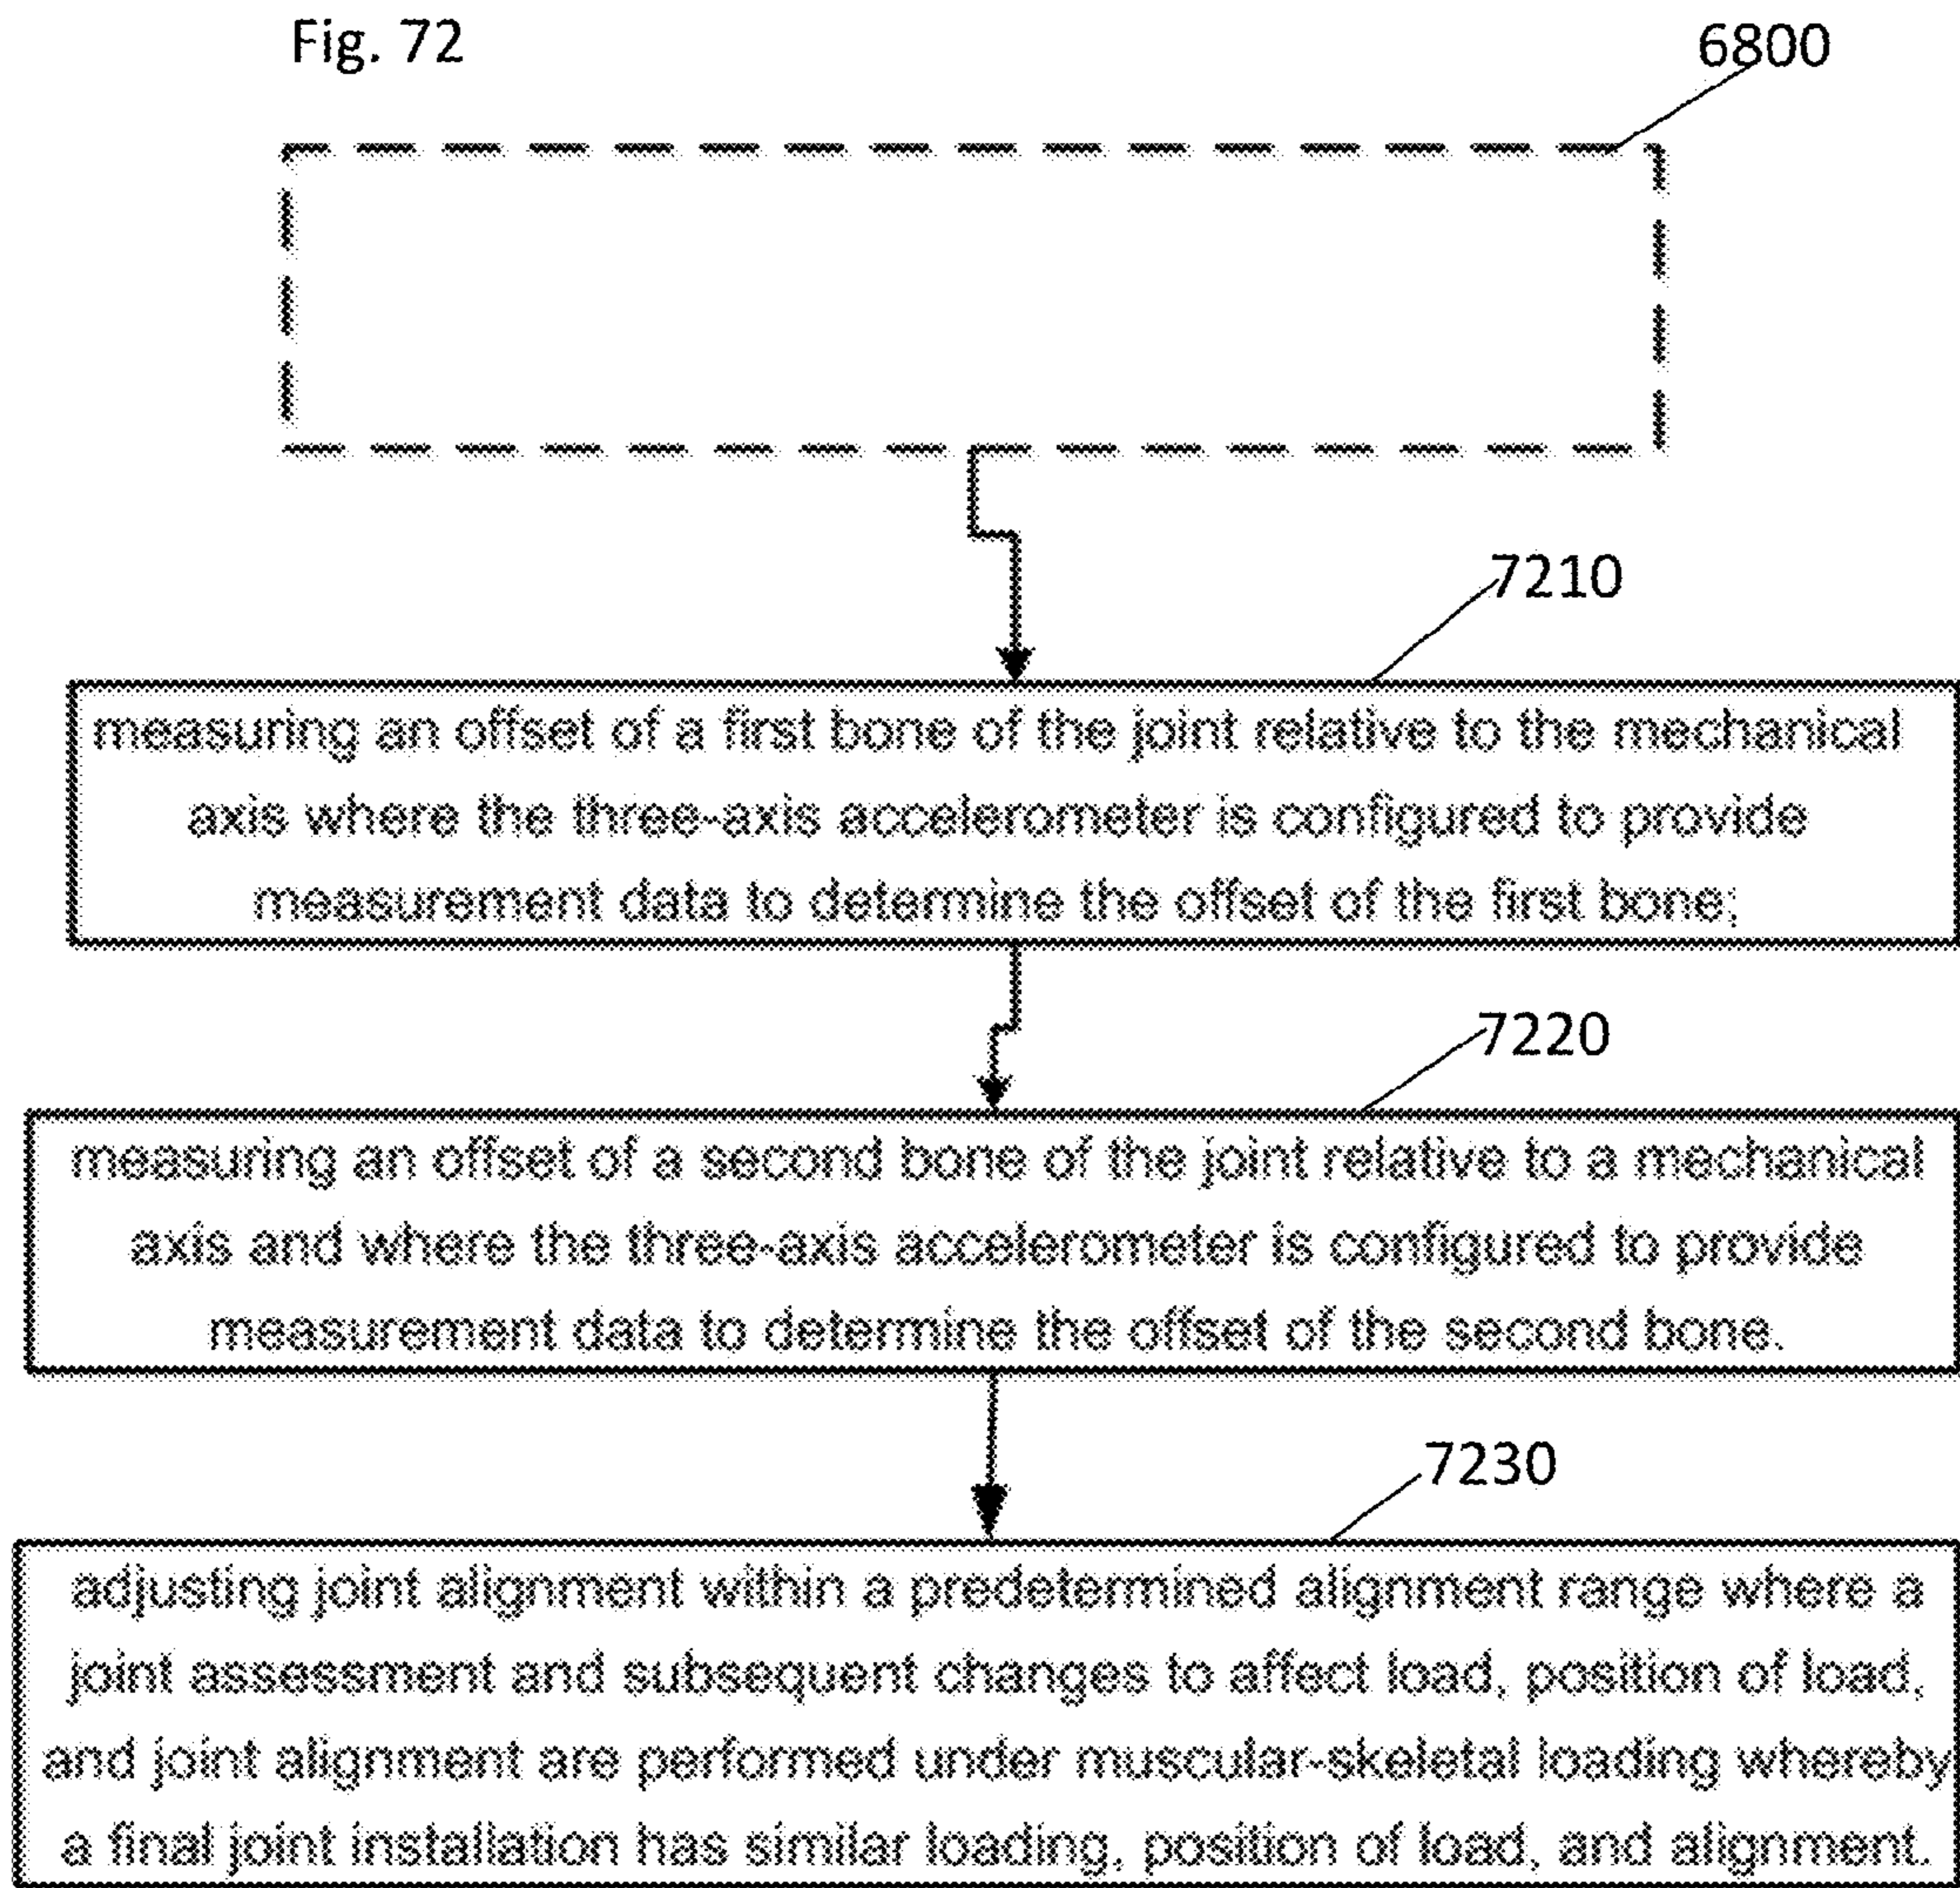 Fig. 72
6800
7210
measuring an offset of a first bone of the joint relative to the mechanical
axis where the three-axis accelerometer is configured to provide
measurement data to determine the offset of the first bone;
7220
measuring an offset of a second bone of the joint relative to a mechanical
axis and where the three-axis accelerometer is configured to provide
measurement data to determine the offset of the second bone.
7230
adjusting joint alignment within a predetermined alignment range where a
joint assessment and subsequent changes to affect load, position of load,
and joint alignment are performed under muscular-skeletal loading whereby
a final joint installation has similar loading, position of load, and alignment.